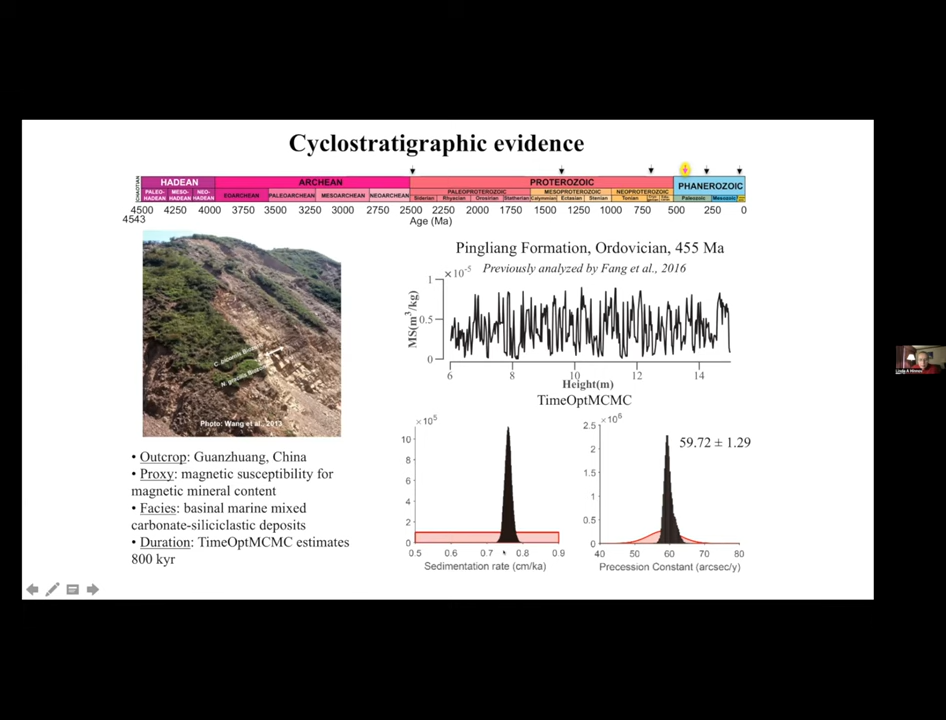 Cyclostratigraphic evidence
HADEAN ARCHEAN PROTEROZOIC PHANEROZOIC
PALEO- MESO- NEO-
HADEAN HADEAN HADEAN EOARCHEAN PALEOARCHEAN MESOARCHEAN NEOARCHEAN PALEOPROTEROZOIC MESOPROTEROZOIC NEOPROTEROZOIC
Siderian Rhyacian Orosirian Statherian Calymmian Ectasian Stenian Tonian Paleozoic Mesozoic
4500 4250 4000 3750 3500 3250 3000 2750 2500 2250 2000 1750 1500 1250 1000 750 500 250 0
4543
Age (Ma)
Pingliang Formation, Ordovician, 455 Ma
Previously analyzed by Fang et al., 2016
×10⁻⁵
MS(m³/kg)
1
0.5
0
6 8 10 12 14
Height(m)
TimeOptMCMC
Photo: Wang et al., 2013
• Outcrop: Guanzhuang, China
• Proxy: magnetic susceptibility for
magnetic mineral content
• Facies: basinal marine mixed
carbonate-siliciclastic deposits
• Duration: TimeOptMCMC estimates
800 kyr
×10⁵
10
8
6
4
2
0
0.5 0.6 0.7 0.8 0.9
Sedimentation rate (cm/ka)
×10⁶
2.5
2
1.5
1
0.5
0
59.72 ± 1.29
40 50 60 70 80
Precession Constant (arcsec/y)